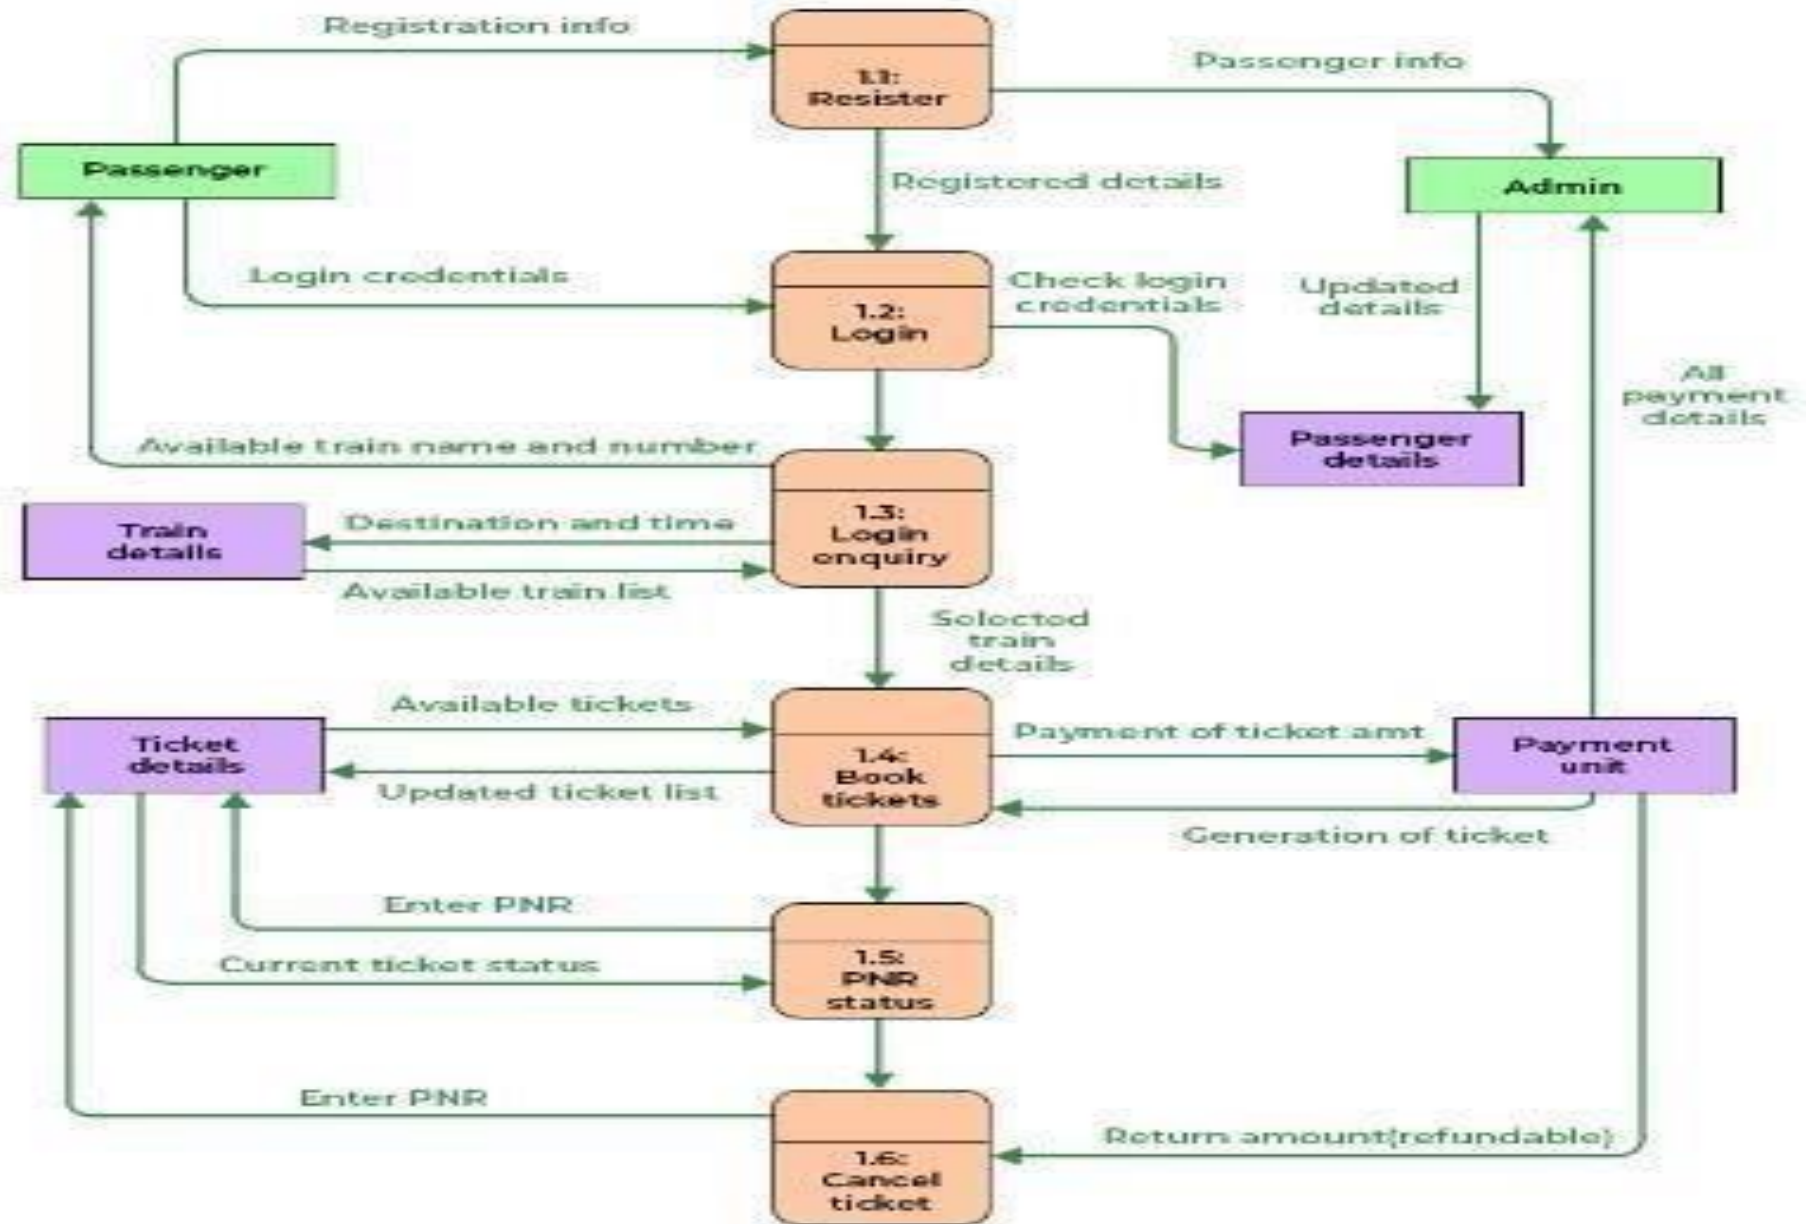 Registration info
1.1:
Resister
Passenger info
Passenger
Registered details
Admin
Login credentials
1.2:
Login
Check login
credentials
Updated
details
All
payment
details
Available train name and number
Passenger
details
Train
details
Destination and time
Available train list
1.3:
Login
enquiry
Selected
train
details
Ticket
details
Available tickets
Updated ticket list
1.4:
Book
tickets
Payment of ticket amt
Payment
unit
Generation of ticket
Enter PNR
Current ticket status
1.5:
PNR
status
Enter PNR
Return amount(refundable)
1.6:
Cancel
ticket